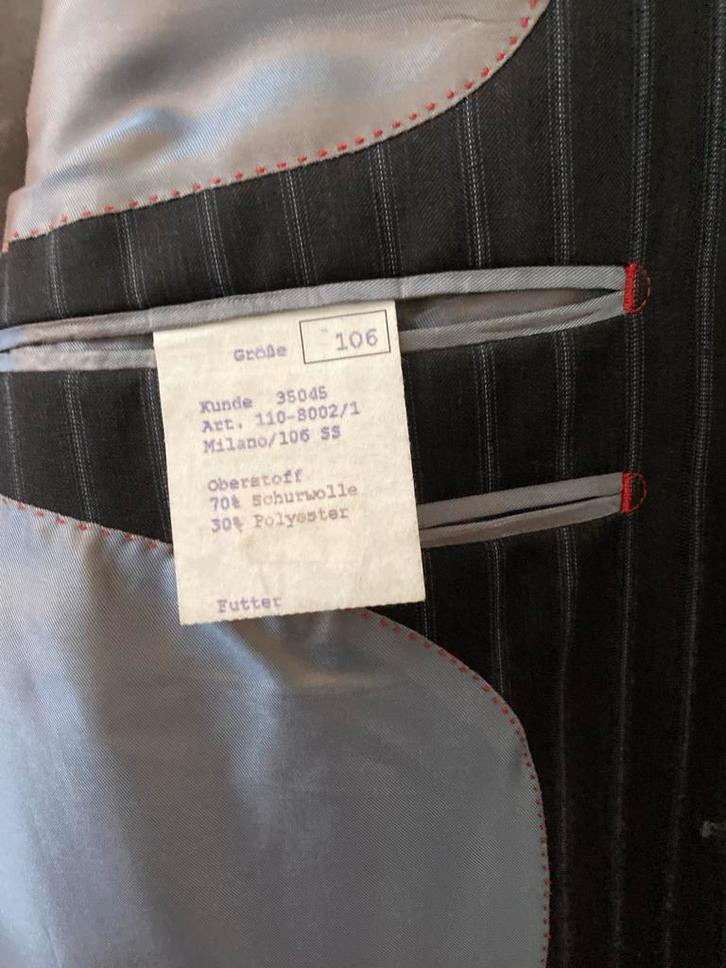 Größe 106
Kunde 35045
Art. 110-8002/1
Milano/106 SS
Oberstoff
70% Schurwolle
30% Polyester
Futter